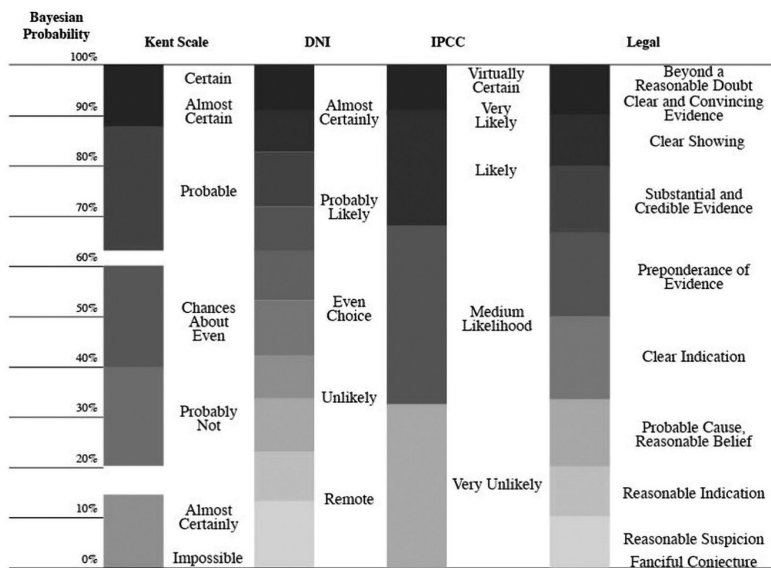 Bayesian
Probability
Kent Scale
DNI
IPCC
Legal
100%
90%
80%
70%
60%
50%
40%
30%
20%
10%
0%
Certain
Almost
Certain
Probable
Chances
About
Even
Probably
Not
Almost
Certainly
Impossible
Almost
Certainly
Probably
Likely
Even
Choice
Unlikely
Remote
Virtually
Certain
Very
Likely
Likely
Medium
Likelihood
Very Unlikely
Beyond a
Reasonable Doubt
Clear and Convincing
Evidence
Clear Showing
Substantial and
Credible Evidence
Preponderance of
Evidence
Clear Indication
Probable Cause,
Reasonable Belief
Reasonable Indication
Reasonable Suspicion
Fanciful Conjecture